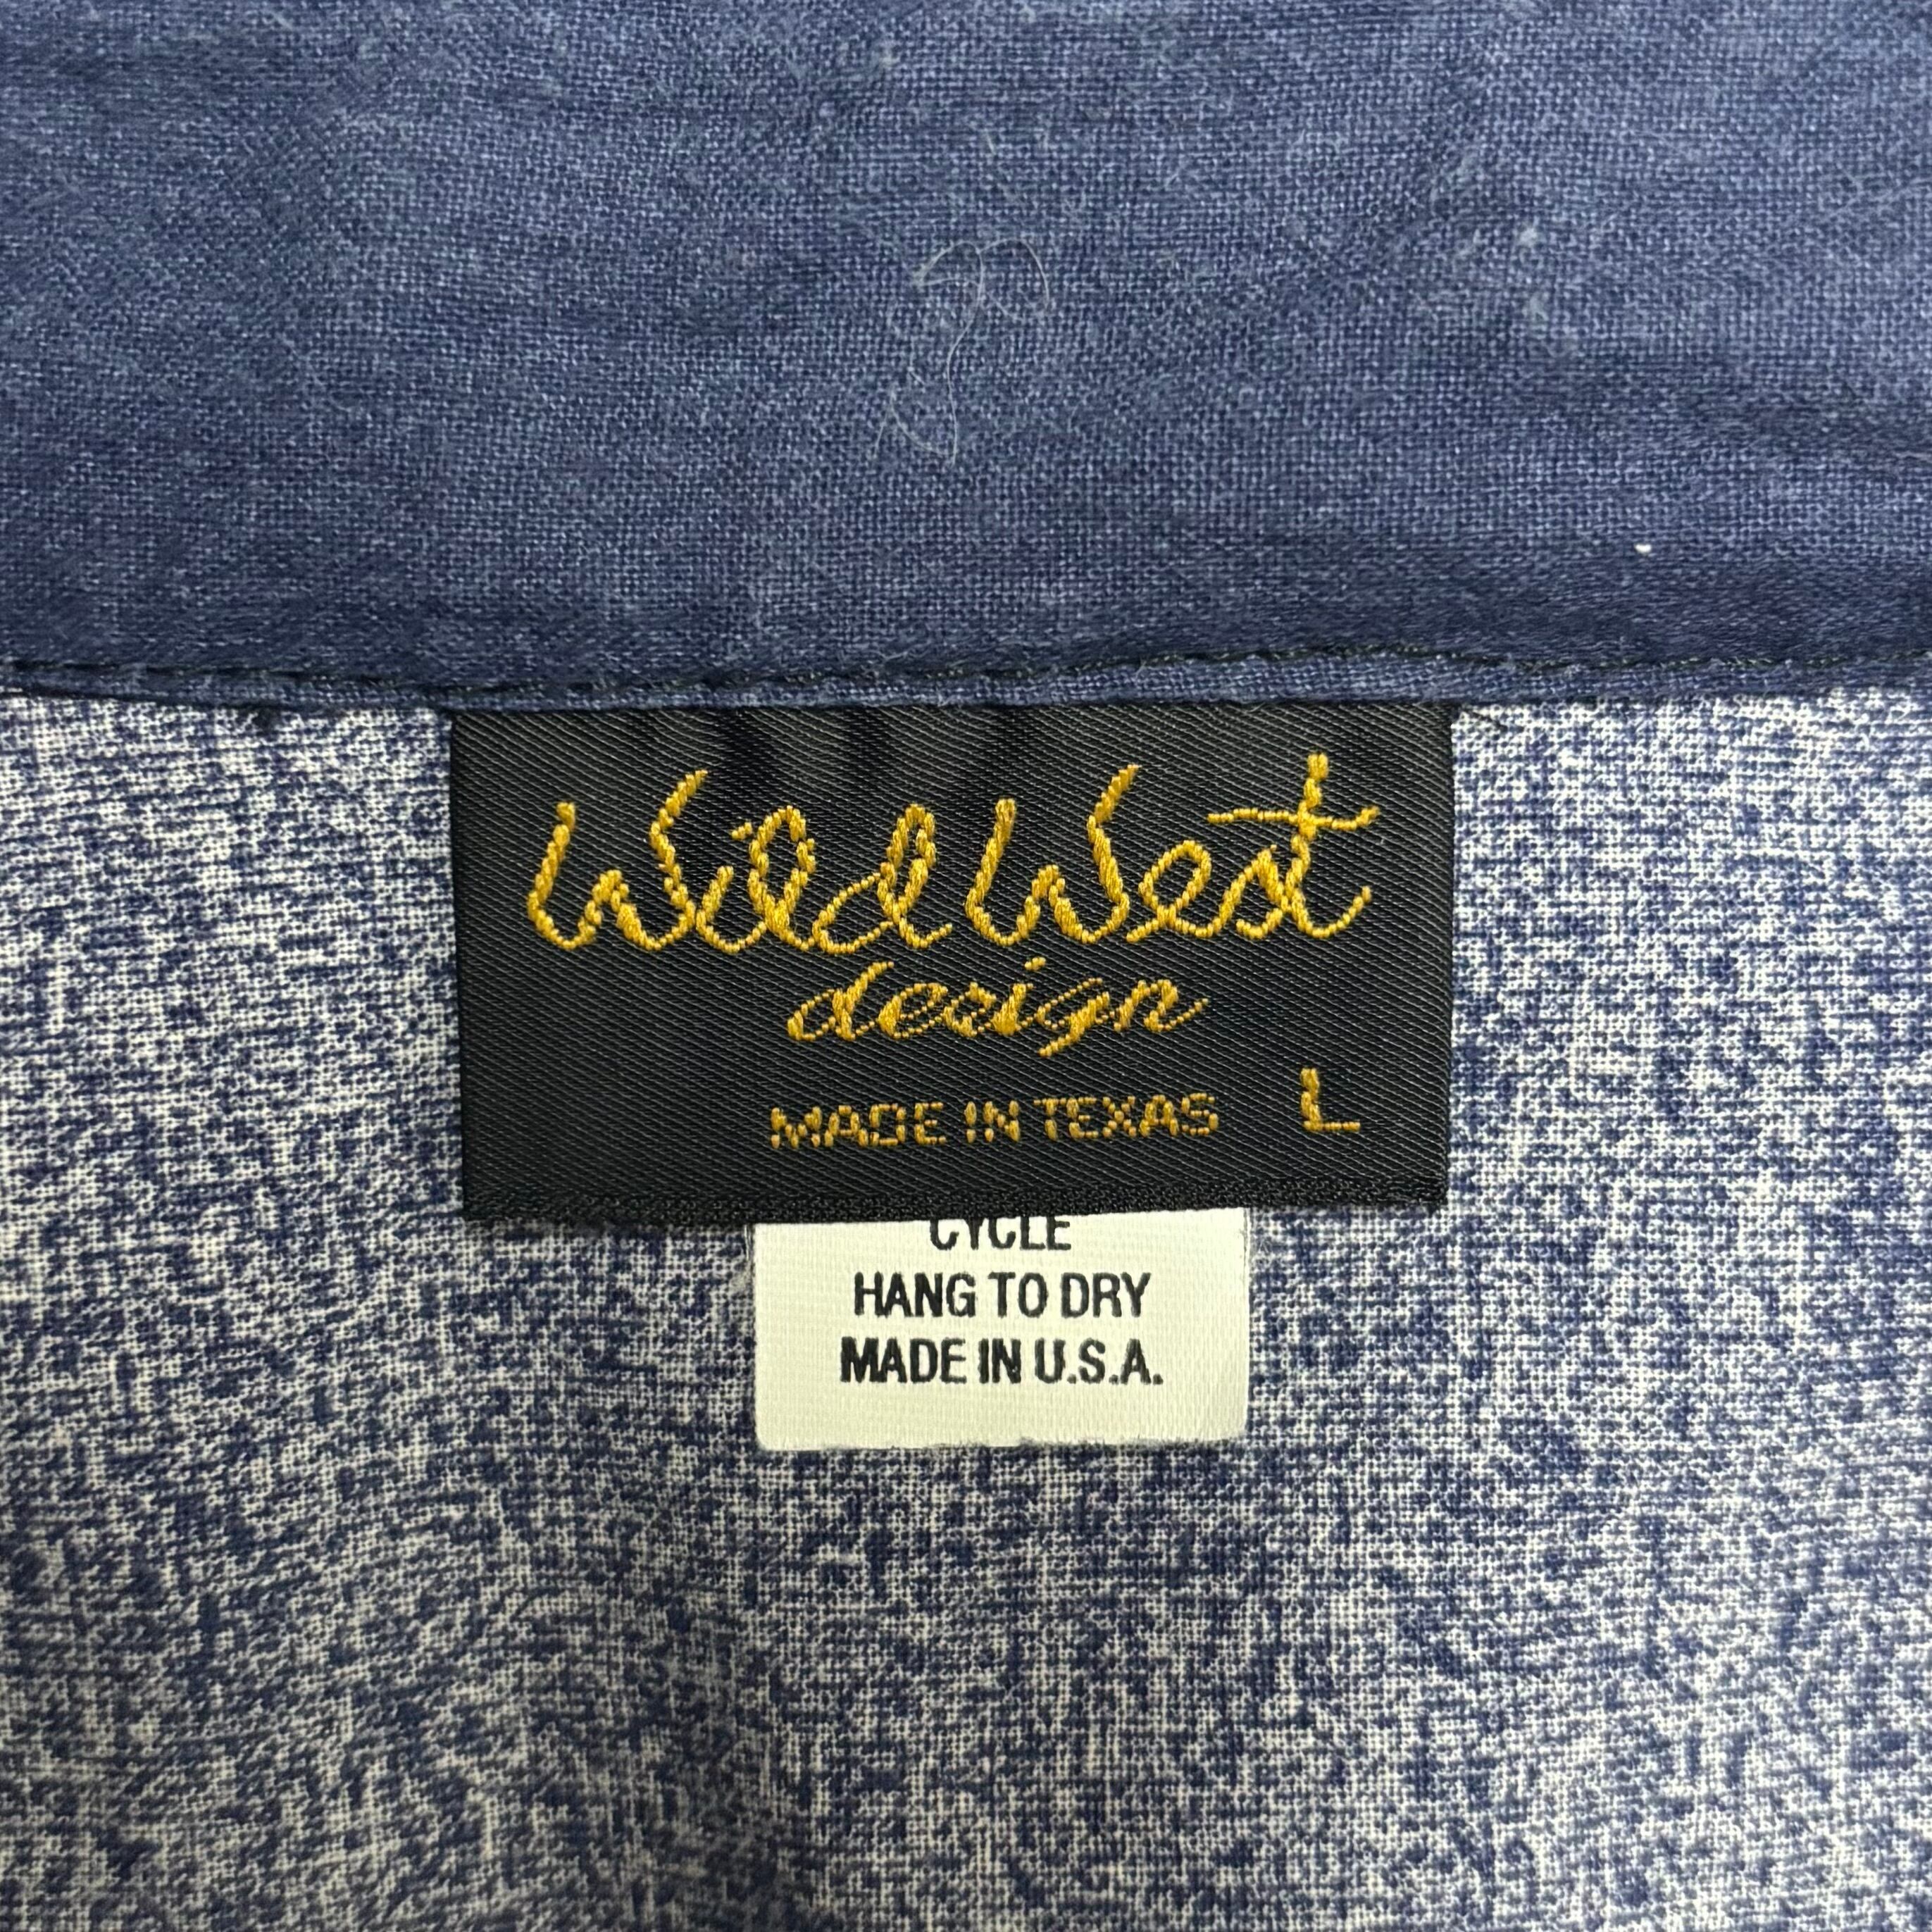 Wild West
design
MADE IN TEXAS L
CYCLE
HANG TO DRY
MADE IN U.S.A.